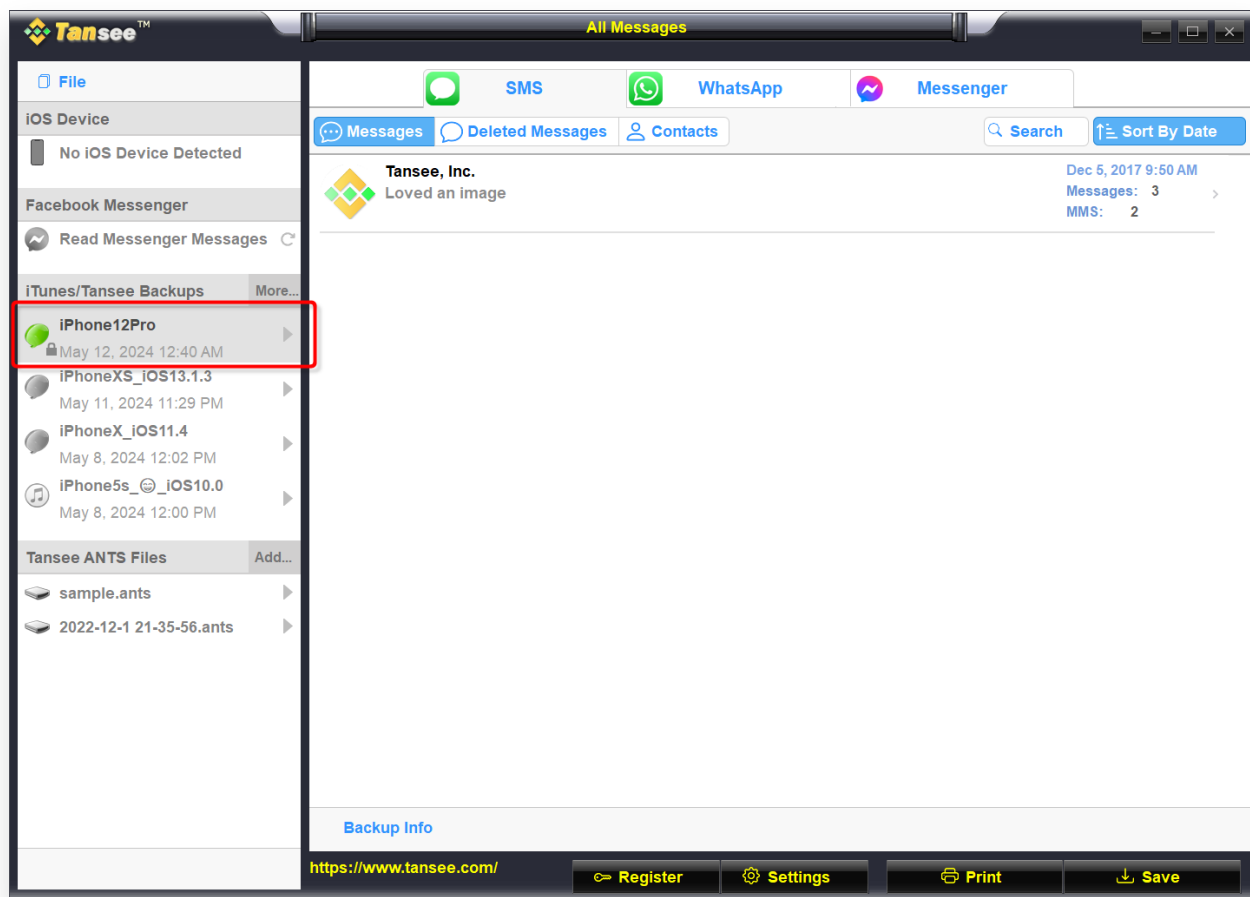 Tansee™
All Messages
File
iOS Device
No iOS Device Detected
Facebook Messenger
Read Messenger Messages
iTunes/Tansee Backups More...
iPhone12Pro
May 12, 2024 12:40 AM
iPhoneXS_iOS13.1.3
May 11, 2024 11:29 PM
iPhoneX_iOS11.4
May 8, 2024 12:02 PM
iPhone5s_😄_iOS10.0
May 8, 2024 12:00 PM
Tansee ANTS Files Add...
sample.ants
2022-12-1 21-35-56.ants
SMS WhatsApp Messenger
Messages Deleted Messages Contacts Search Sort By Date
Tansee, Inc. Dec 5, 2017 9:50 AM
Loved an image Messages: 3
MMS: 2
Backup Info
https://www.tansee.com/ Register Settings Print Save